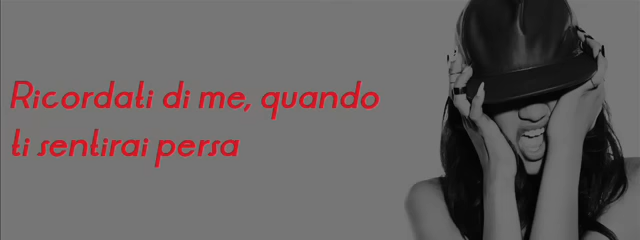 Ricordati di me, quando
ti sentirai persa